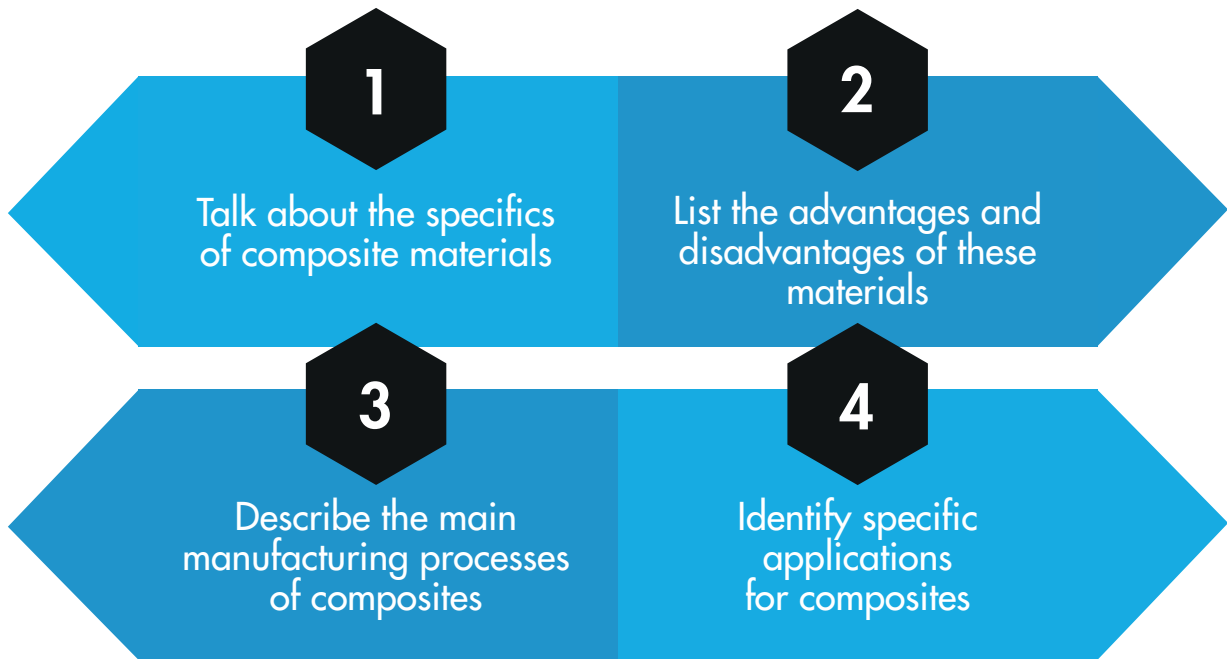 1
Talk about the specifics
of composite materials
2
List the advantages and
disadvantages of these
materials
3
Describe the main
manufacturing processes
of composites
4
Identify specific
applications
for composites